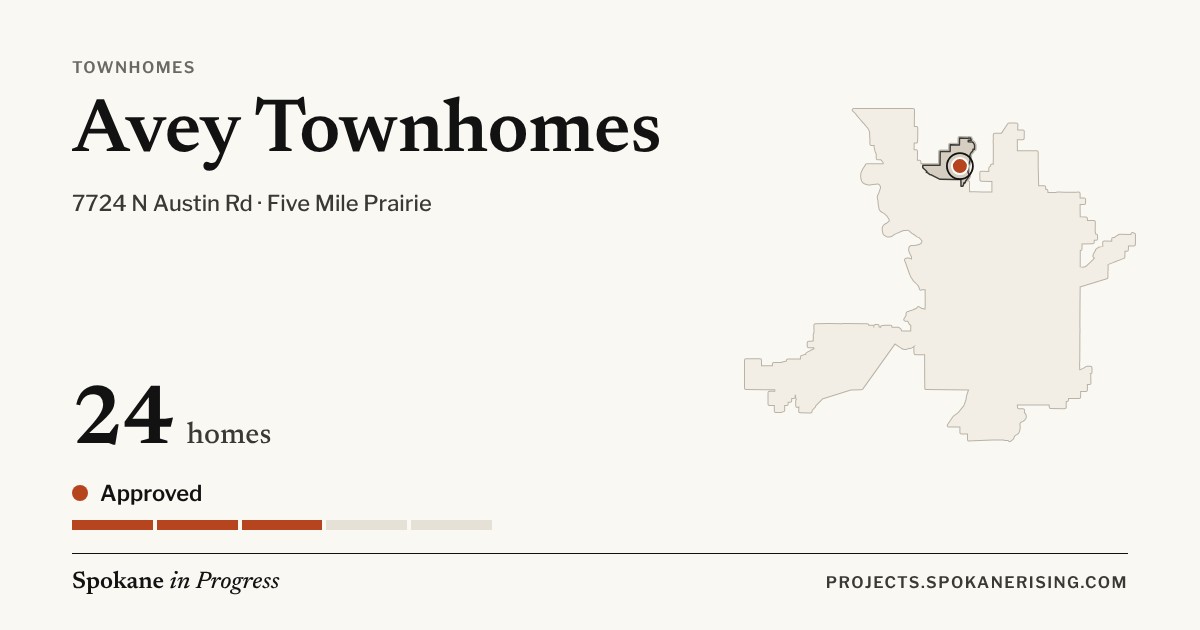 TOWNHOMES
Avey Townhomes
7724 N Austin Rd · Five Mile Prairie
24 homes
Approved
Spokane in Progress
PROJECTS.SPOKANERISING.COM